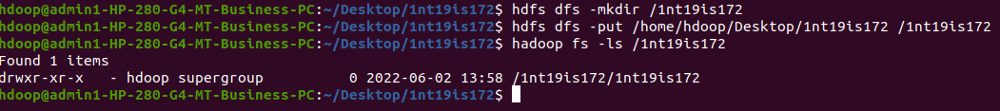 hdoop@admin1-HP-280-G4-MT-Business-PC:~/Desktop/1nt19is172$ hdfs dfs -mkdir /1nt19is172
hdoop@admin1-HP-280-G4-MT-Business-PC:~/Desktop/1nt19is172$ hdfs dfs -put /home/hdoop/Desktop/1nt19is172 /1nt19is172
hdoop@admin1-HP-280-G4-MT-Business-PC:~/Desktop/1nt19is172$ hadoop fs -ls /1nt19is172
Found 1 items
drwxr-xr-x   - hdoop supergroup          0 2022-06-02 13:58 /1nt19is172/1nt19is172
hdoop@admin1-HP-280-G4-MT-Business-PC:~/Desktop/1nt19is172$